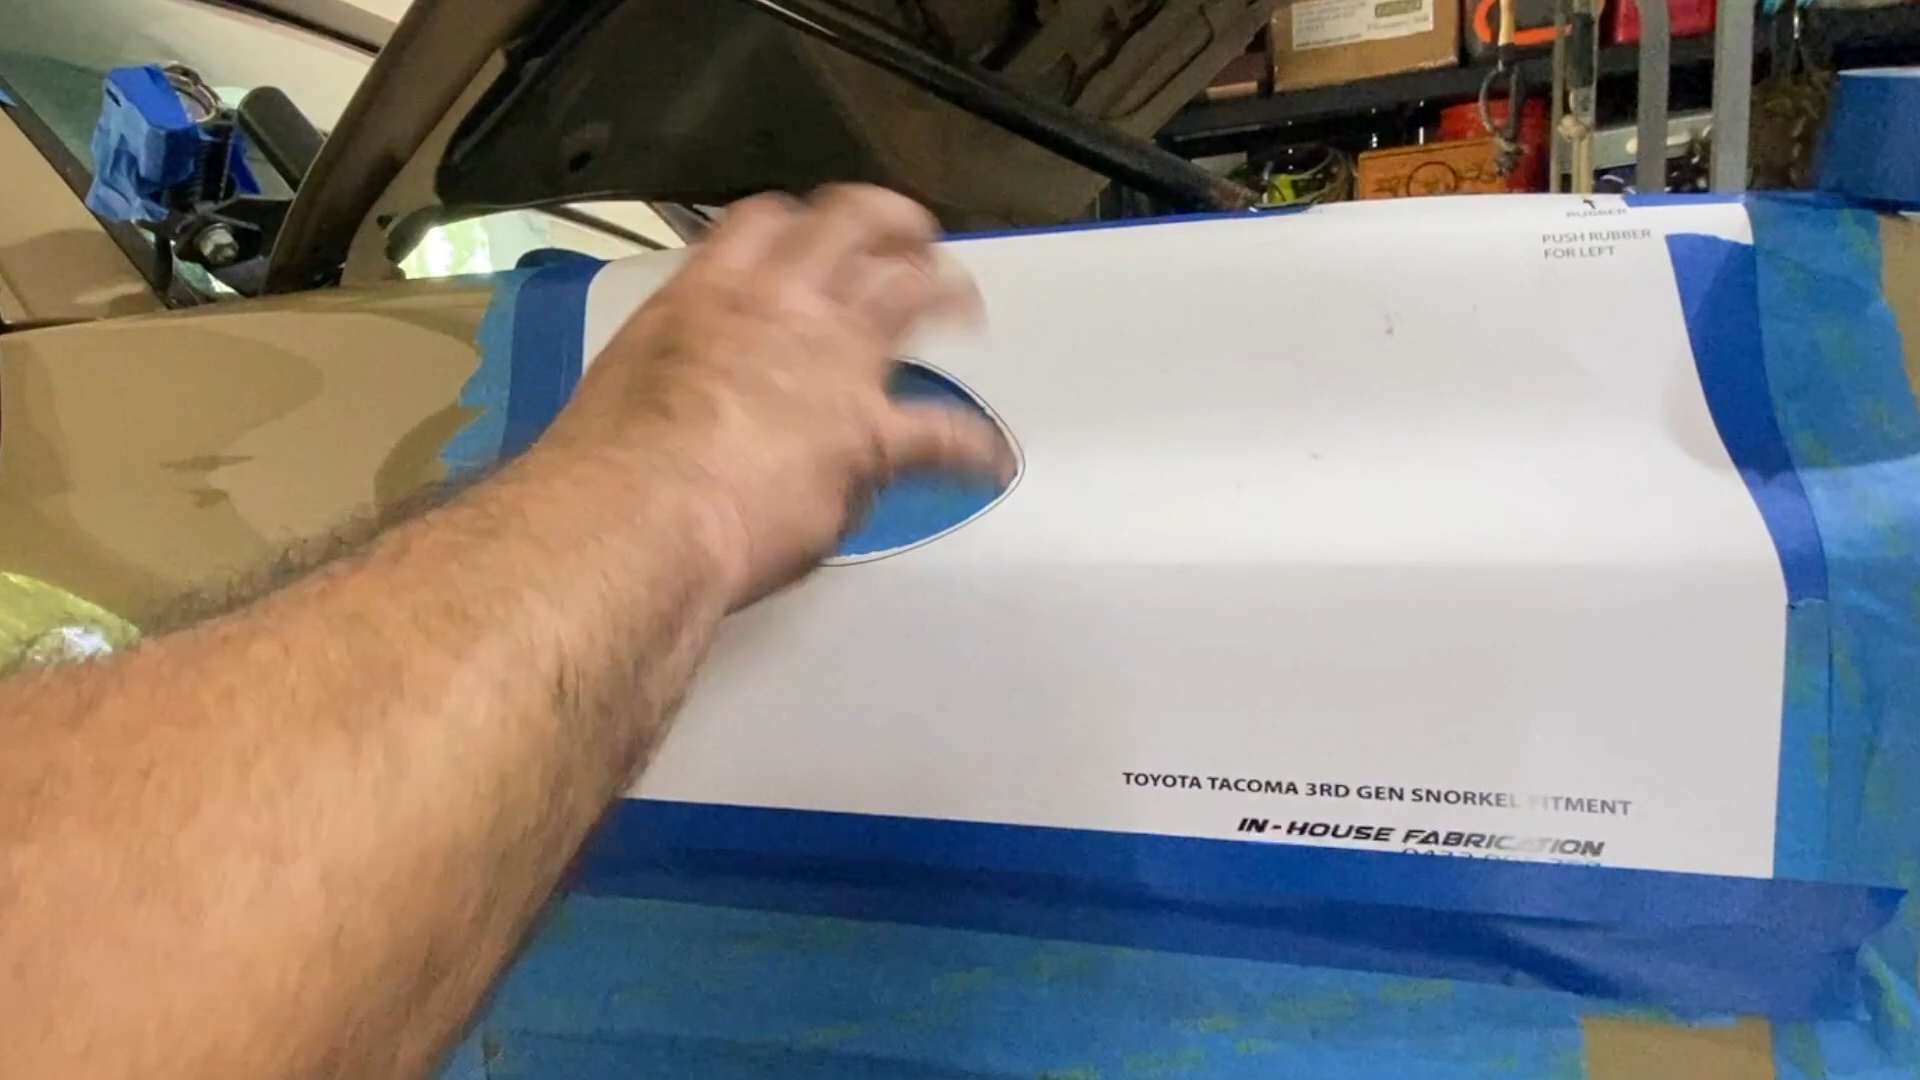 RUBBER
PUSH RUBBER
FOR LEFT
TOYOTA TACOMA 3RD GEN SNORKEL FITMENT
IN-HOUSE FABRICATION